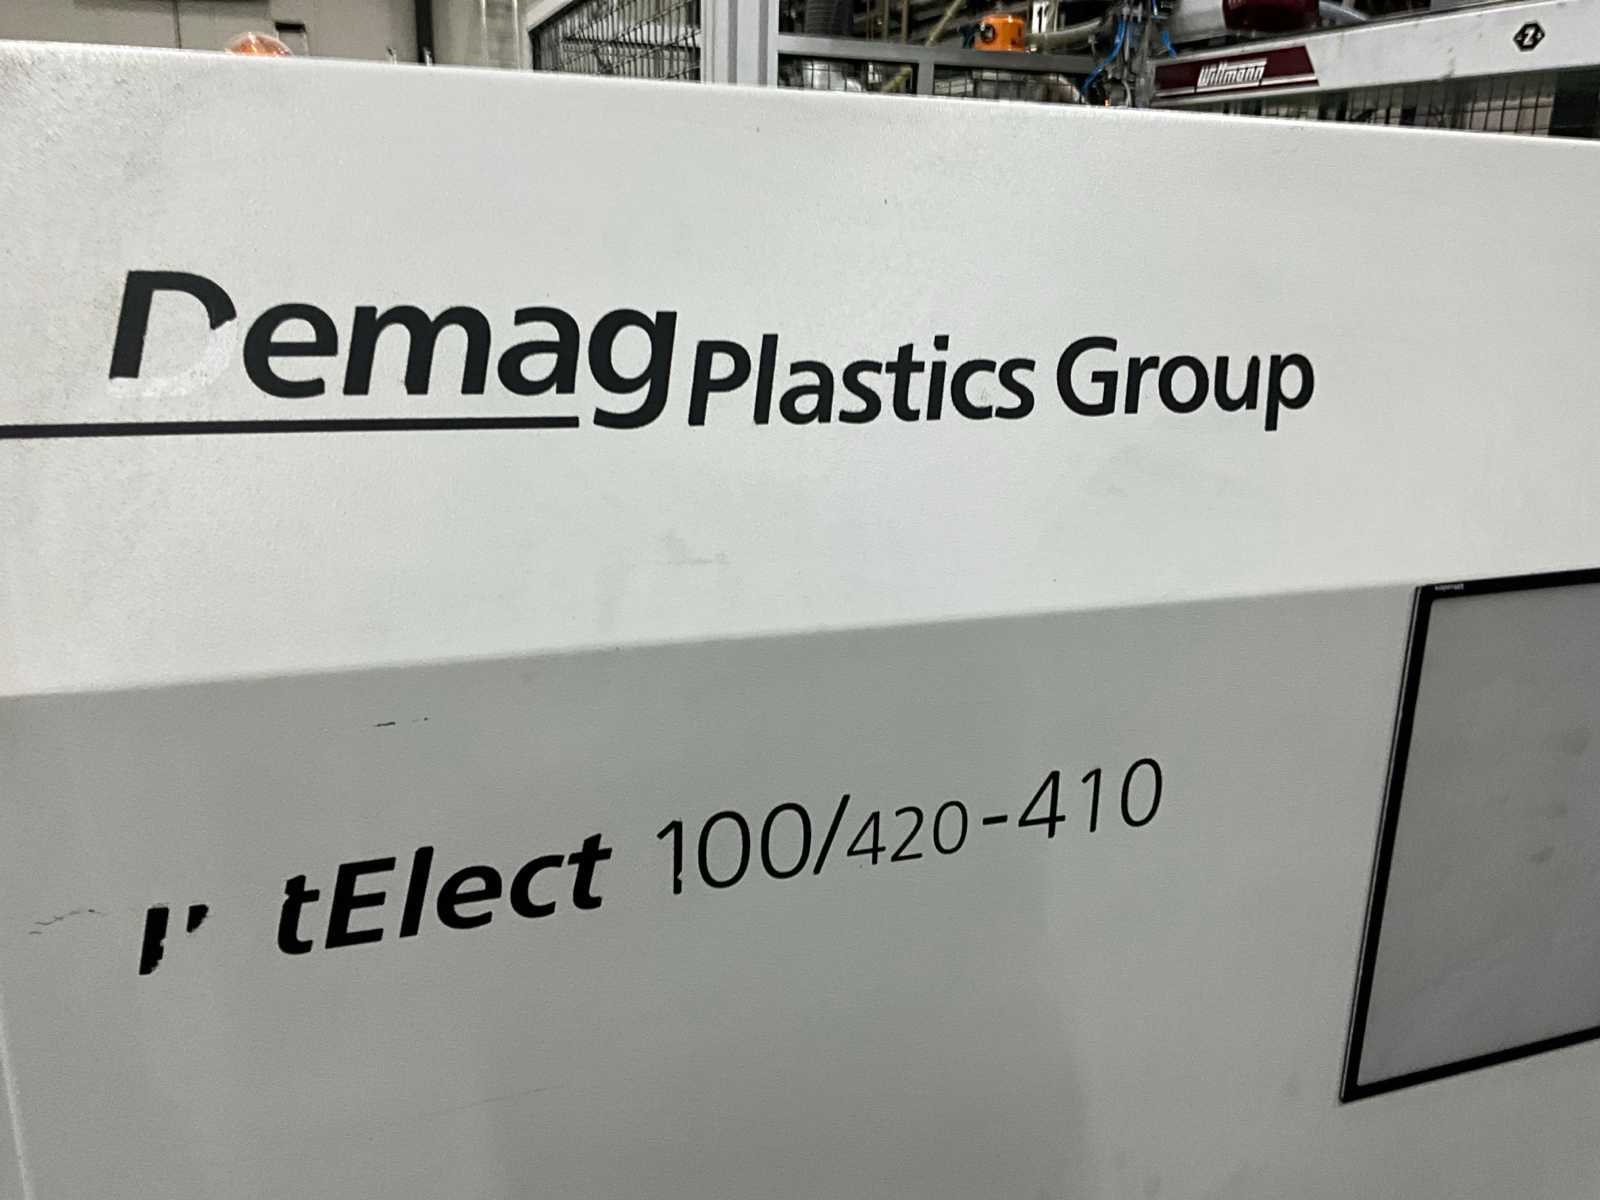 Wittmann
Demag Plastics Group
tElect 100/420-410